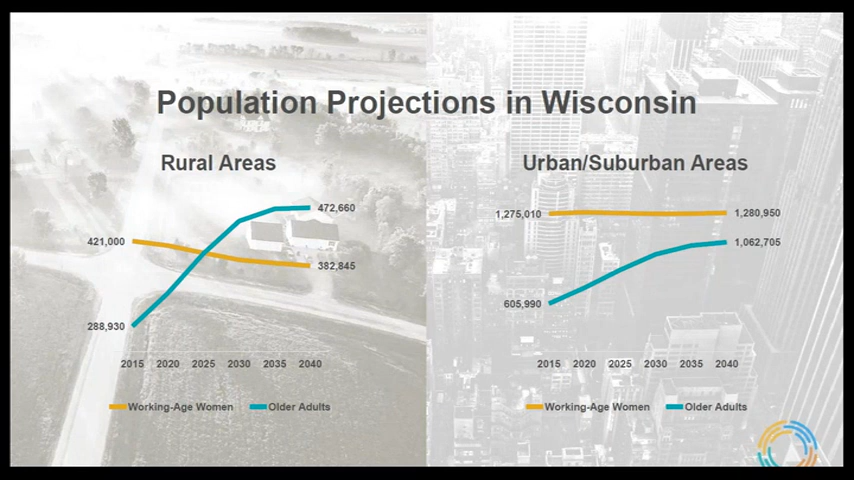 Population Projections in Wisconsin
Rural Areas
472,660
421,000
382,845
288,930
2015 2020 2025 2030 2035 2040
Working-Age Women Older Adults
Urban/Suburban Areas
1,275,010 1,280,950
1,062,705
605,990
2015 2020 2025 2030 2035 2040
Working-Age Women Older Adults